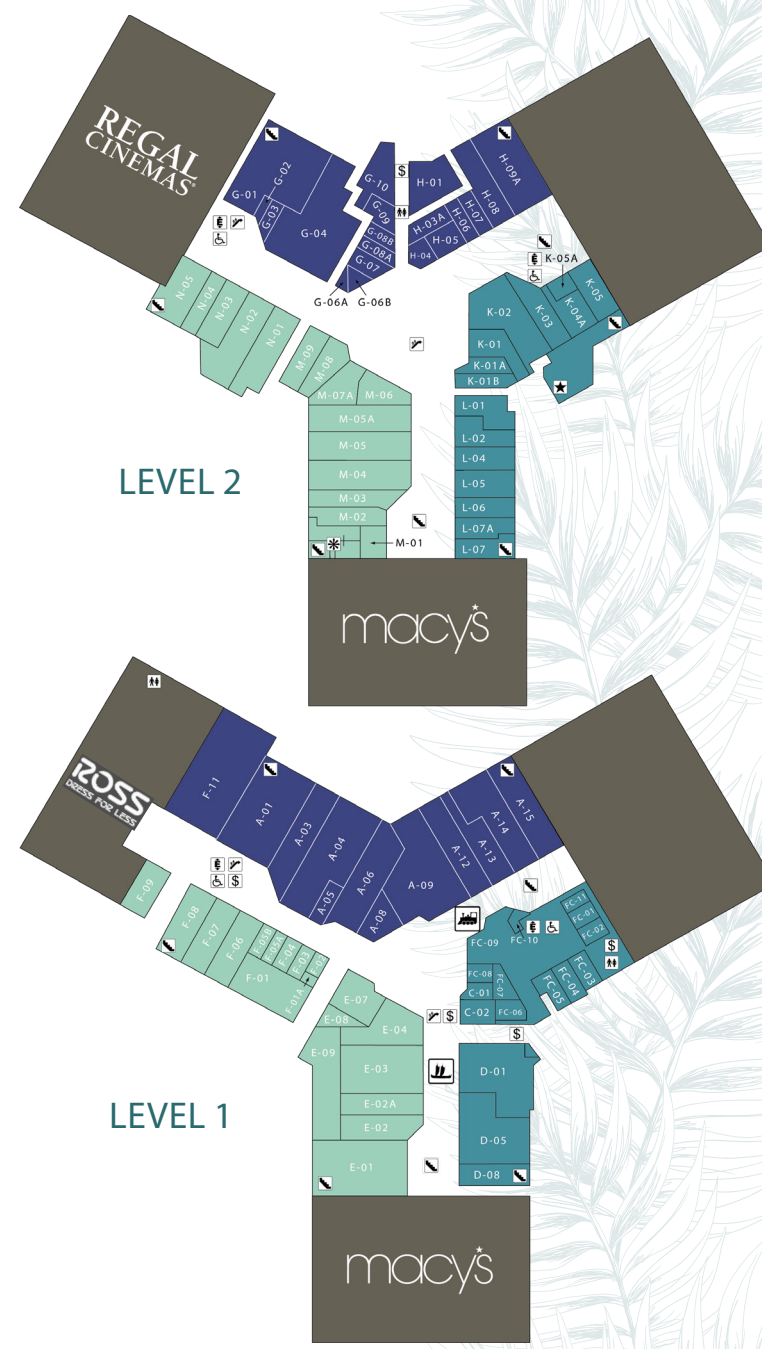 REGAL
CINEMAS®
G-01
G-02
G-03
G-04
G-10
G-09
G-08B
G-08A
G-07
G-06A
G-06B
$
H-01
H-03A
H-04
H-05
H-06
H-07
H-08
H-09A
K-05A
K-05
K-04A
K-03
K-02
K-01
K-01A
K-01B
N-05
N-04
N-03
N-02
N-01
M-09
M-08
M-07A
M-06
M-05A
M-05
M-04
M-03
M-02
M-01
L-01
L-02
L-04
L-05
L-06
L-07A
L-07
LEVEL 2
macy's
ROSS
DRESS FOR LESS
F-11
A-01
A-03
A-04
A-05
A-06
A-08
A-09
A-12
A-13
A-14
A-15
$
F-09
F-08
F-07
F-06
F-05B
F-05A
F-04
F-03
F-02
F-01A
F-01
FC-11
FC-01
FC-02
FC-10
FC-09
FC-08
FC-07
C-01
C-02
FC-06
FC-05
FC-04
FC-03
$
$
$
E-07
E-08
E-04
E-09
E-03
E-02A
E-02
E-01
D-01
D-05
D-08
LEVEL 1
macy's